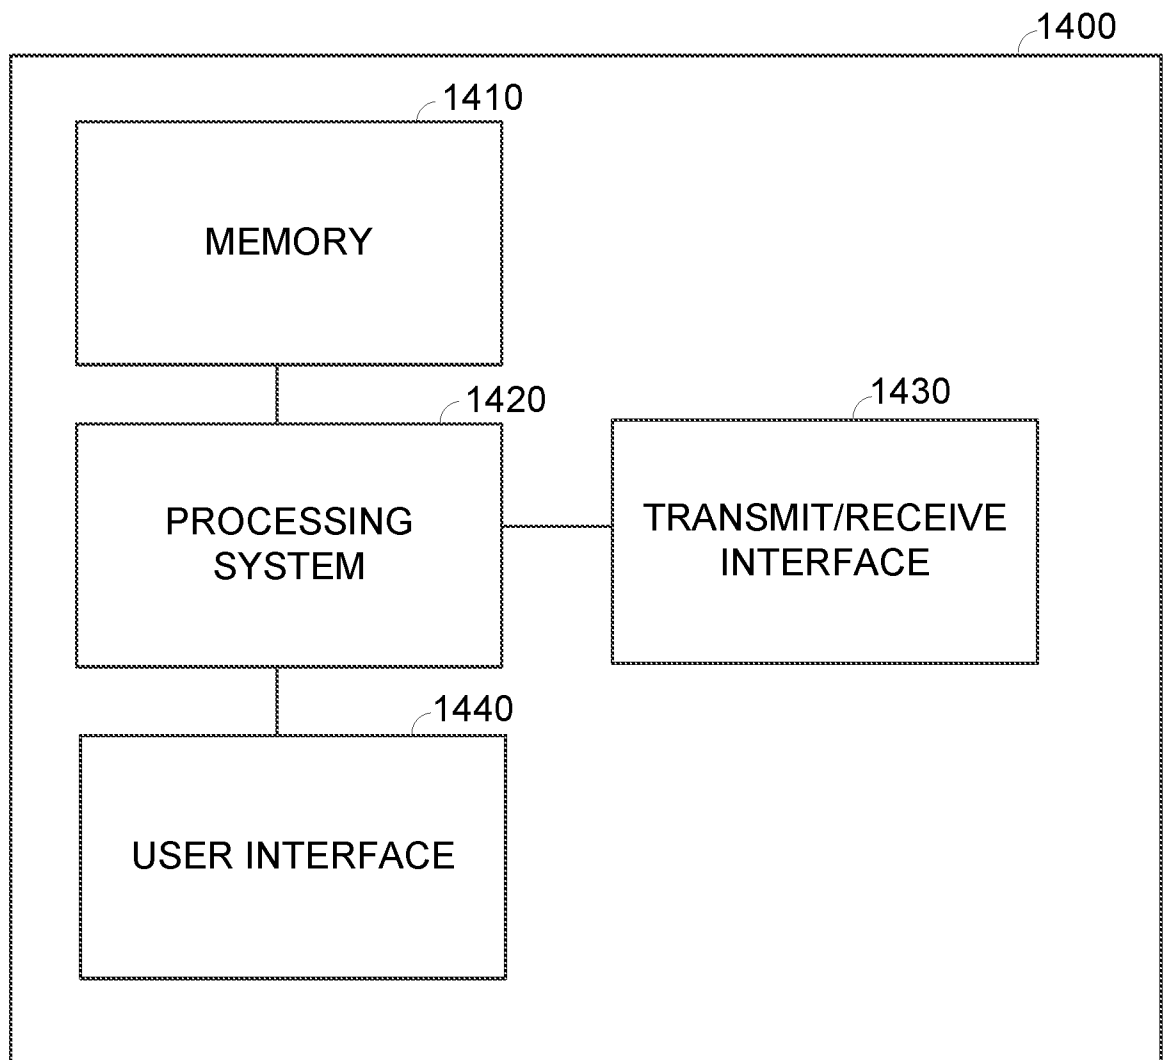 1400
1410
MEMORY
1420
PROCESSING
SYSTEM
1430
TRANSMIT/RECEIVE
INTERFACE
1440
USER INTERFACE